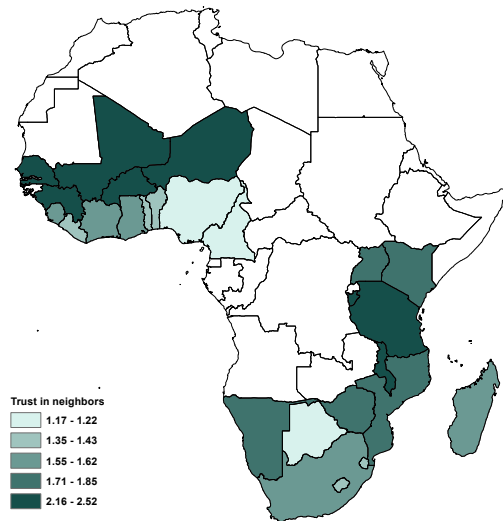 Trust in neighbors
1.17 - 1.22
1.35 - 1.43
1.55 - 1.62
1.71 - 1.85
2.16 - 2.52